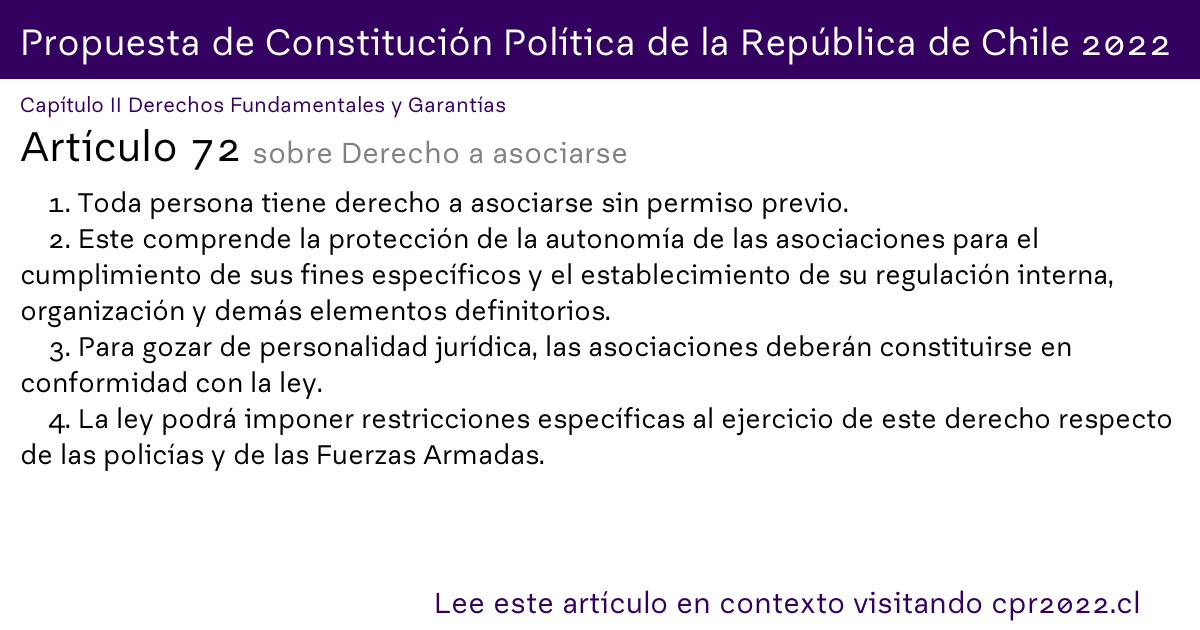 Propuesta de Constitución Política de la República de Chile 2022
Capítulo II Derechos Fundamentales y Garantías
Artículo 72 sobre Derecho a asociarse
1. Toda persona tiene derecho a asociarse sin permiso previo.
2. Este comprende la protección de la autonomía de las asociaciones para el
cumplimiento de sus fines específicos y el establecimiento de su regulación interna,
organización y demás elementos definitorios.
3. Para gozar de personalidad jurídica, las asociaciones deberán constituirse en
conformidad con la ley.
4. La ley podrá imponer restricciones específicas al ejercicio de este derecho respecto
de las policías y de las Fuerzas Armadas.
Lee este artículo en contexto visitando cpr2022.cl